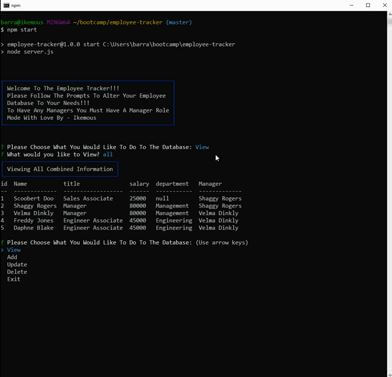 npm
barra@ikemous MINGW64 ~/bootcamp/employee-tracker (master)
$ npm start
> employee-tracker@1.0.0 start C:\Users\barra\bootcamp\employee-tracker
> node server.js
Welcome To The Employee Tracker!!!
Please Follow The Prompts To Alter Your Employee
Database To Your Needs!!!
To Have Any Managers You Must Have A Manager Role
Made With Love By - Ikemous
? Please Choose What You Would Like To Do To The Database: View
? What would you like to View? all
Viewing All Combined Information
id Name title salary department Manager
-- ------------- ------------------ ------ ----------- -------------
1 Scoobert Doo Sales Associate 25000 null Shaggy Rogers
2 Shaggy Rogers Manager 80000 Management Shaggy Rogers
3 Velma Dinkly Manager 80000 Management Velma Dinkly
4 Freddy Jones Engineer Associate 45000 Engineering Velma Dinkly
5 Daphne Blake Engineer Associate 45000 Engineering Velma Dinkly
? Please Choose What You Would Like To Do To The Database: (Use arrow keys)
> View
Add
Update
Delete
Exit